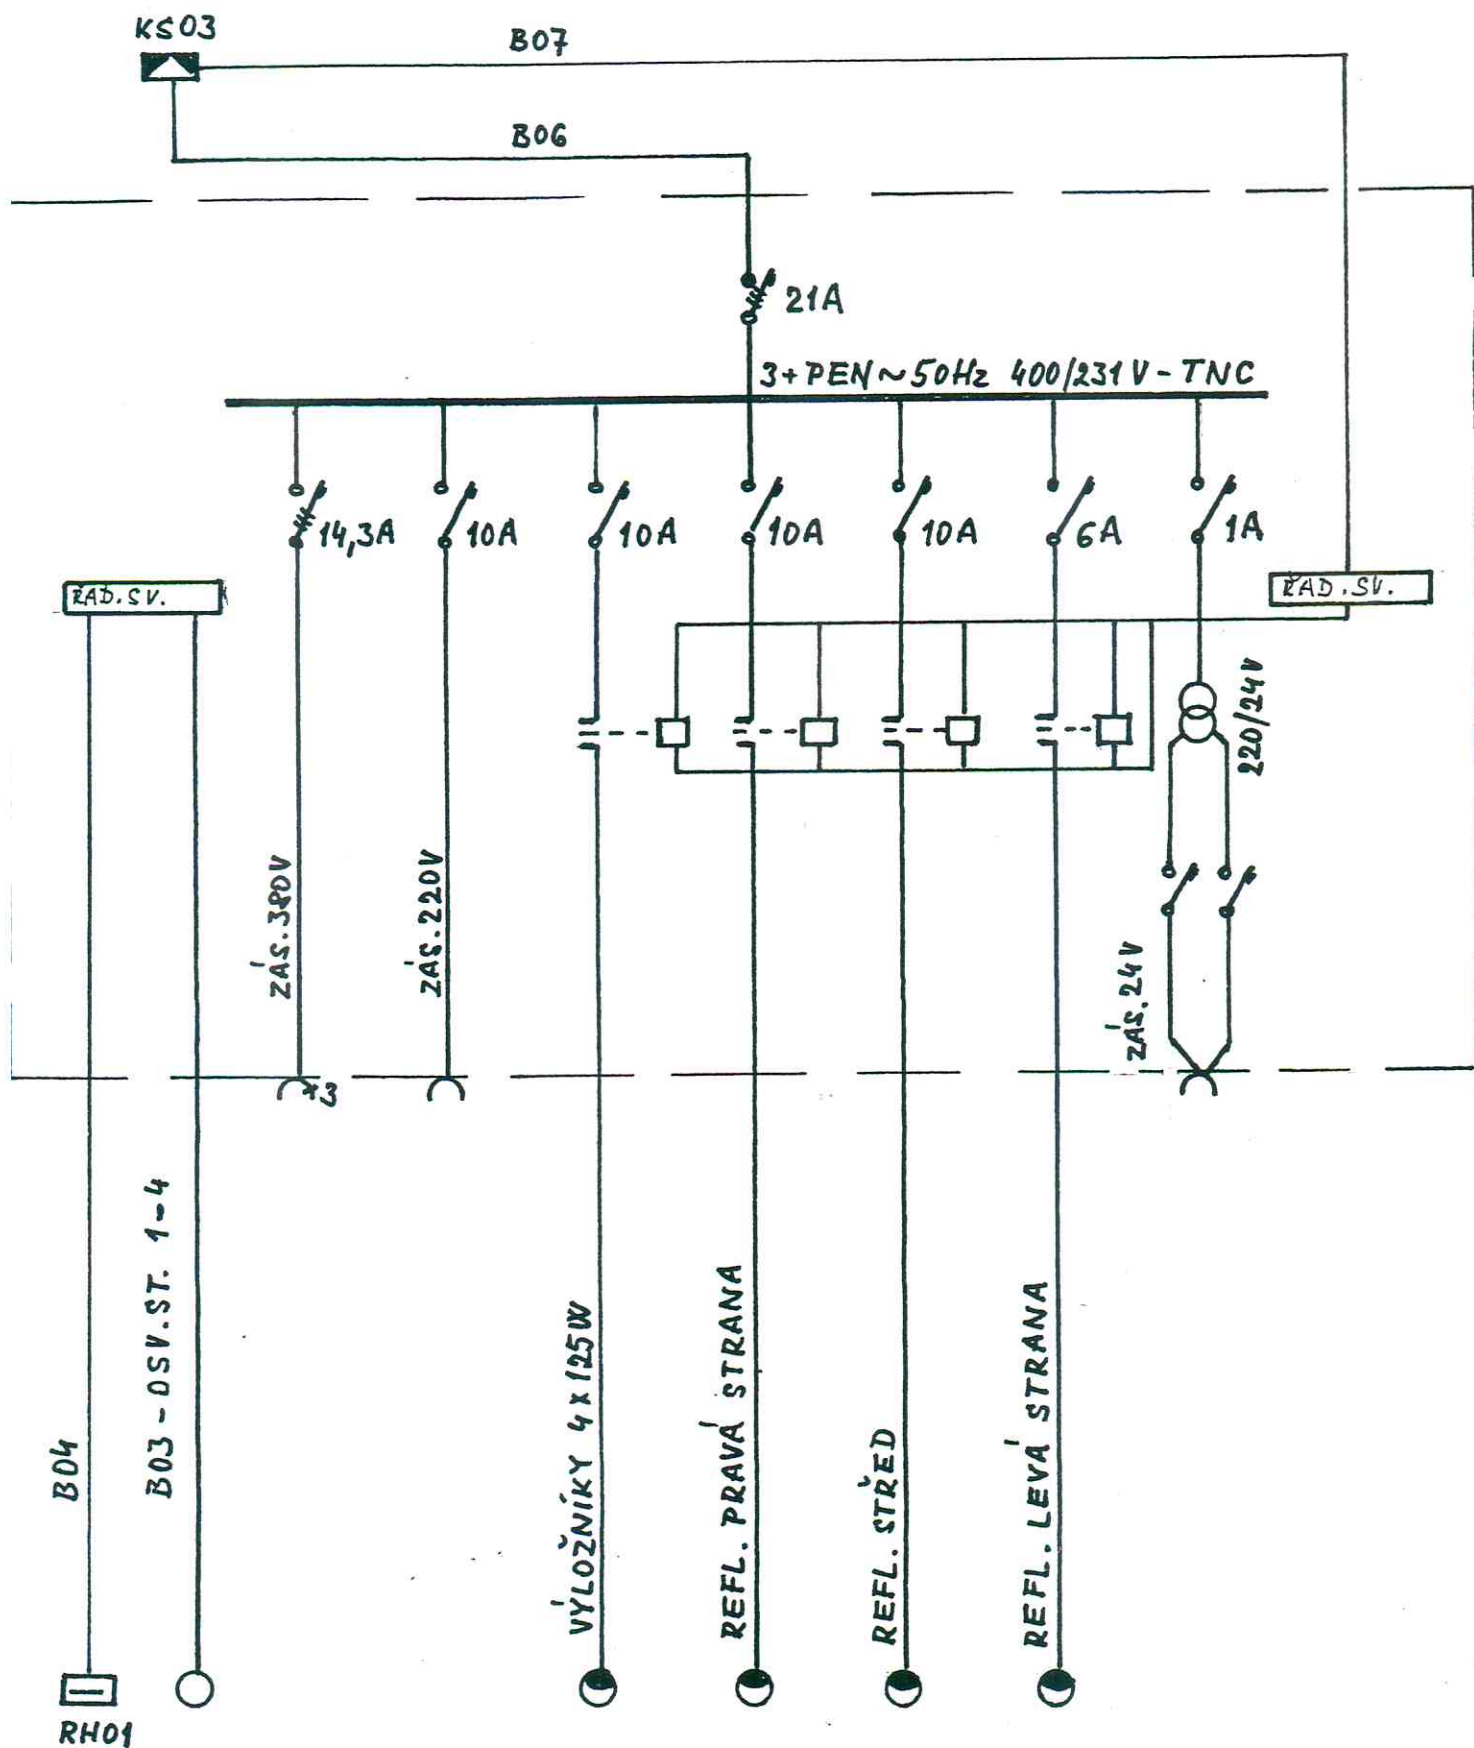 KS03
B07
B06
21A
3+PEN~50Hz 400/231V-TNC
14,3A
10A
10A
10A
10A
6A
1A
ŘAD.SV.
ŘAD.SV.
220/24V
ZÁS.380V
ZÁS.220V
ZÁS.24V
×3
B04
B03-OSV.ST. 1-4
VÝLOŽNÍKY 4x125W
REFL. PRAVÁ STRANA
REFL. STŘED
REFL. LEVÁ STRANA
RH01